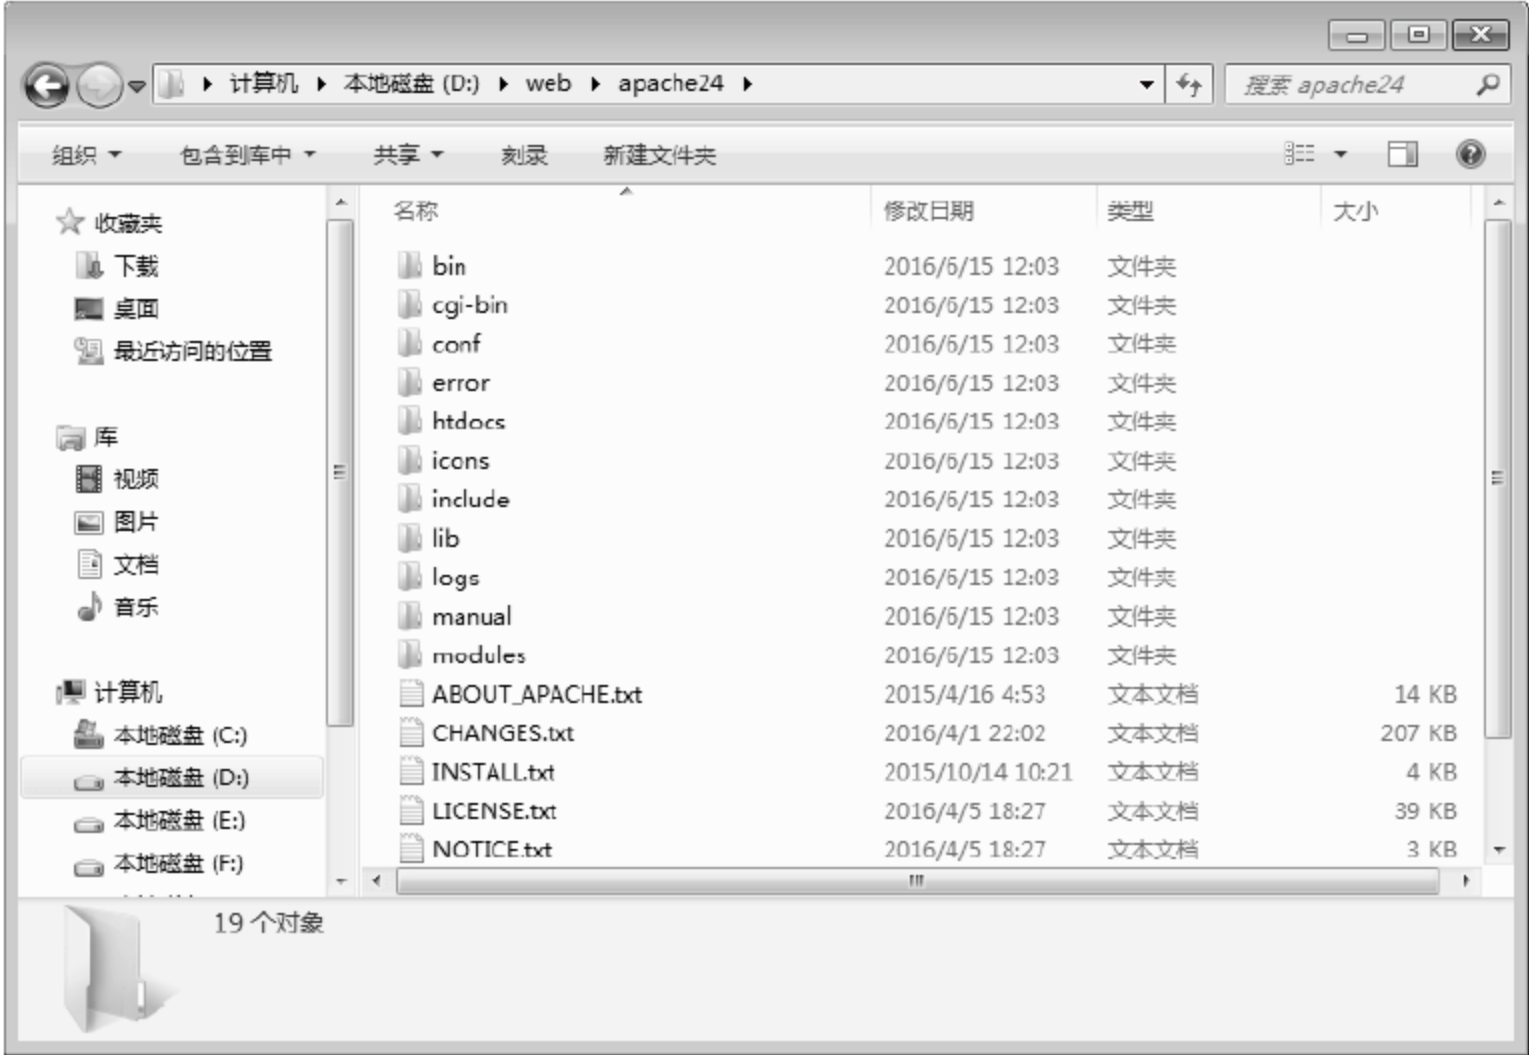 计算机 本地磁盘 (D:) web apache24
搜索 apache24
组织 包含到库中 共享 刻录 新建文件夹
收藏夹
下载
桌面
最近访问的位置
库
视频
图片
文档
音乐
计算机
本地磁盘 (C:)
本地磁盘 (D:)
本地磁盘 (E:)
本地磁盘 (F:)
名称 修改日期 类型 大小
bin 2016/6/15 12:03 文件夹
cgi-bin 2016/6/15 12:03 文件夹
conf 2016/6/15 12:03 文件夹
error 2016/6/15 12:03 文件夹
htdocs 2016/6/15 12:03 文件夹
icons 2016/6/15 12:03 文件夹
include 2016/6/15 12:03 文件夹
lib 2016/6/15 12:03 文件夹
logs 2016/6/15 12:03 文件夹
manual 2016/6/15 12:03 文件夹
modules 2016/6/15 12:03 文件夹
ABOUT_APACHE.txt 2015/4/16 4:53 文本文档 14 KB
CHANGES.txt 2016/4/1 22:02 文本文档 207 KB
INSTALL.txt 2015/10/14 10:21 文本文档 4 KB
LICENSE.txt 2016/4/5 18:27 文本文档 39 KB
NOTICE.txt 2016/4/5 18:27 文本文档 3 KB
19 个对象